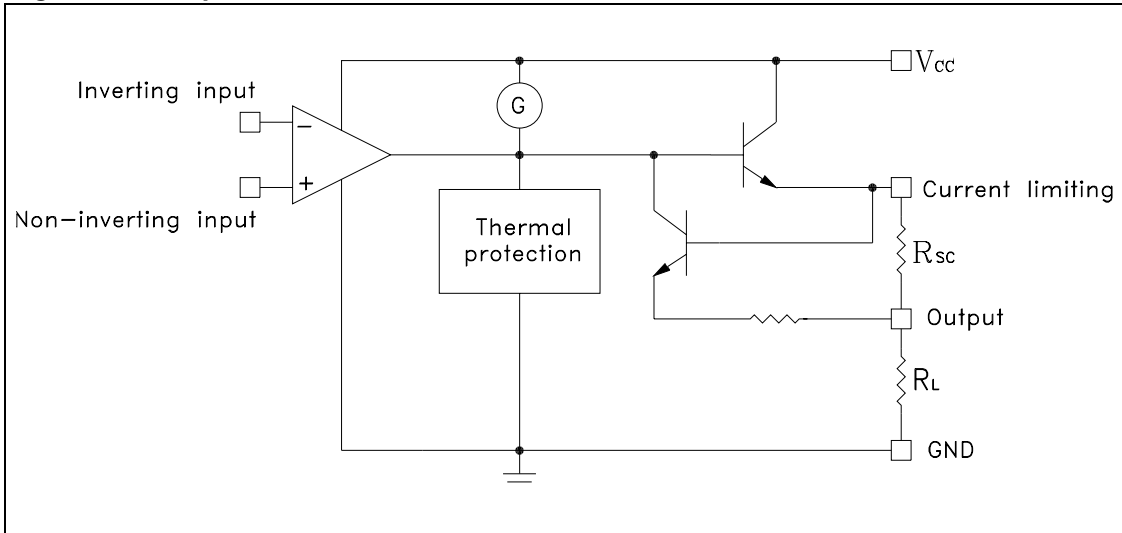 Vcc
Inverting input
G
−
+
Current limiting
Non−inverting input
Thermal
protection
RSC
Output
RL
GND